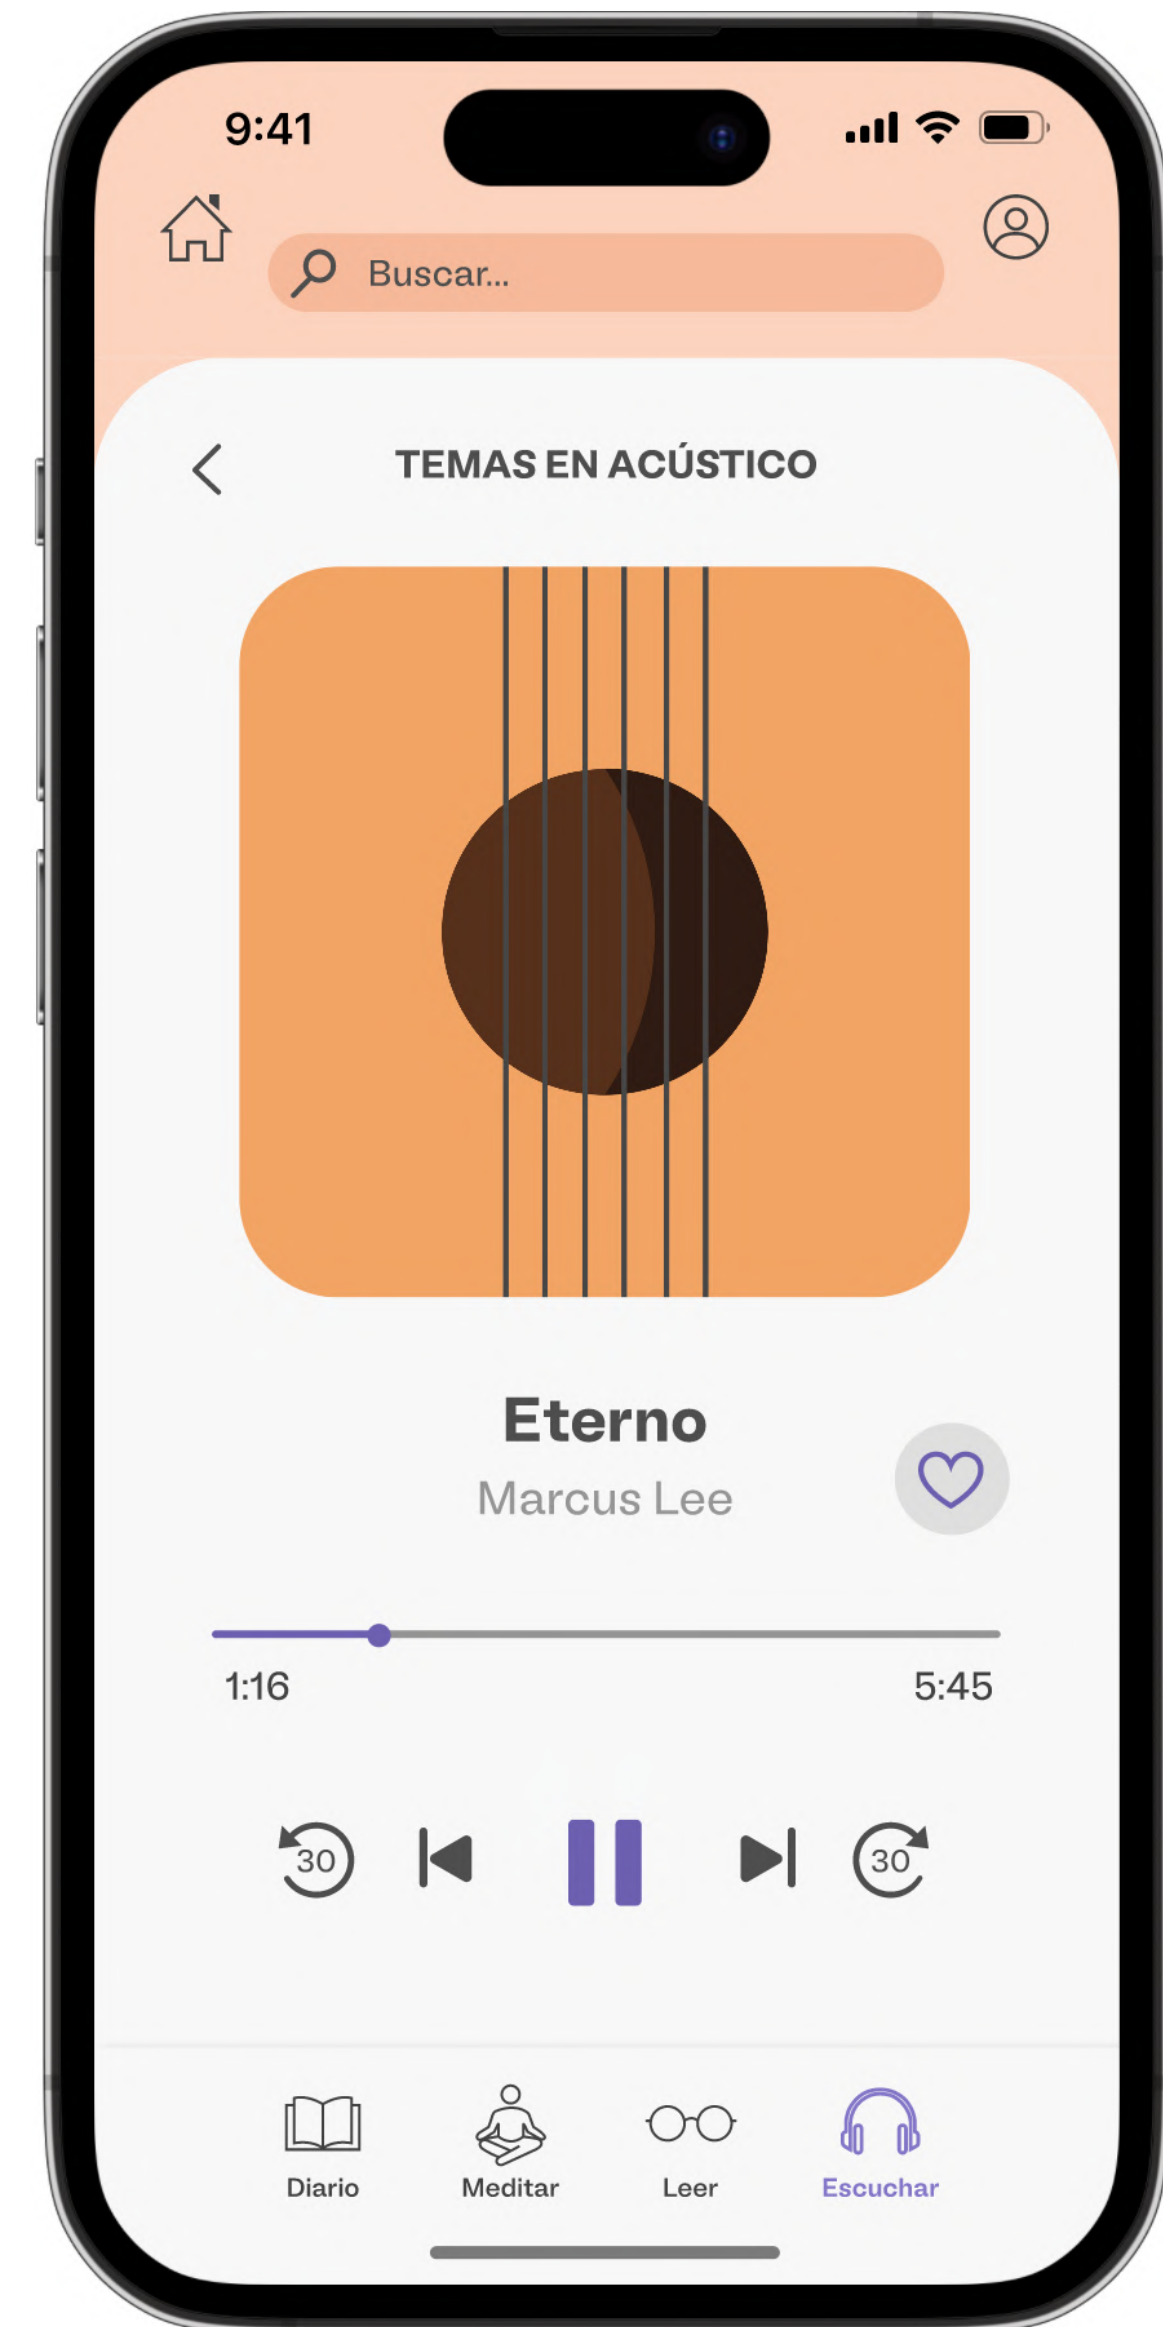 9:41
Buscar...
TEMAS EN ACÚSTICO
Eterno
Marcus Lee
1:16
5:45
30
30
Diario
Meditar
Leer
Escuchar